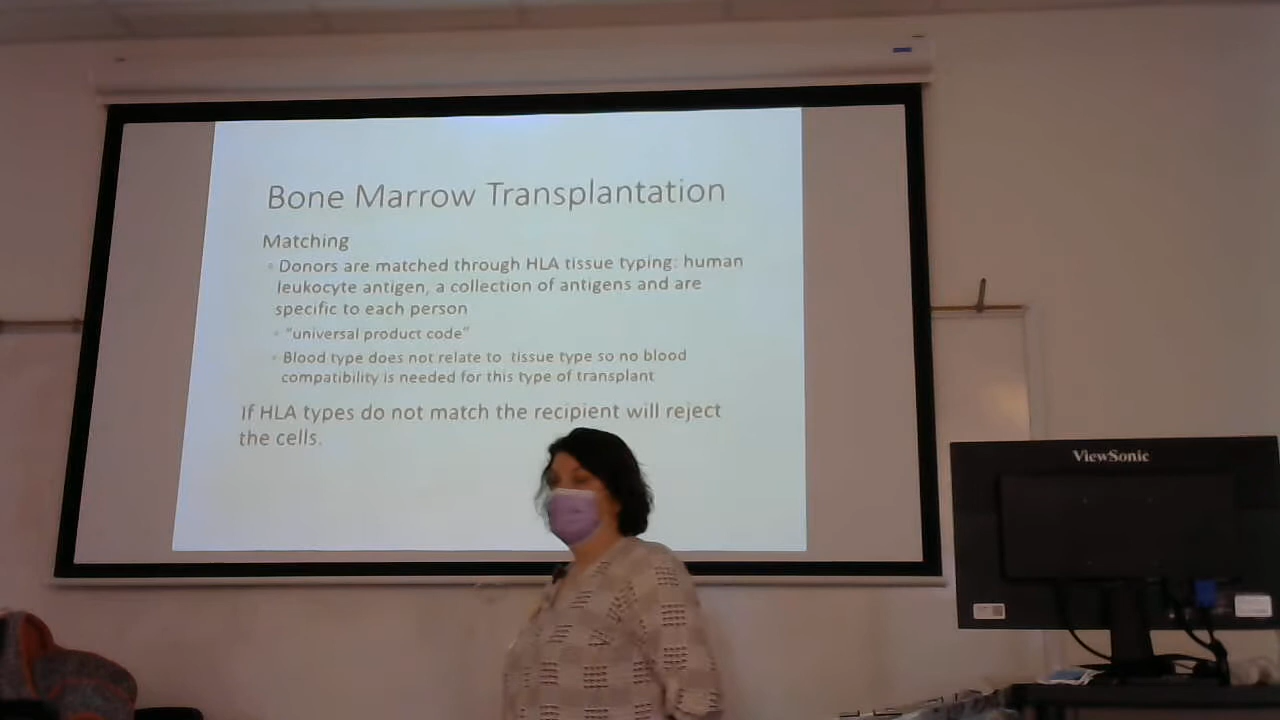 Bone Marrow Transplantation
Matching
Donors are matched through HLA tissue typing: human
leukocyte antigen, a collection of antigens and are
specific to each person
"universal product code"
Blood type does not relate to tissue type so no blood
compatibility is needed for this type of transplant
If HLA types do not match the recipient will reject
the cells.
ViewSonic